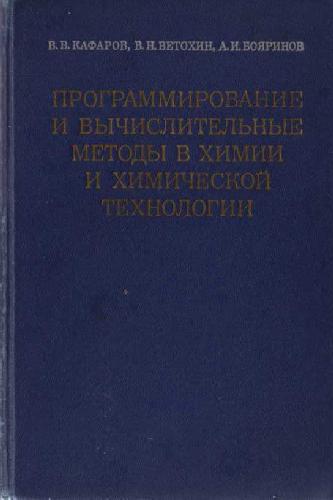 В. В. КАФАРОВ, В. Н. ВЕТОХИН, А. И. БОЯРИНОВ
ПРОГРАММИРОВАНИЕ
И ВЫЧИСЛИТЕЛЬНЫЕ
МЕТОДЫ В ХИМИИ
И ХИМИЧЕСКОЙ
ТЕХНОЛОГИИ